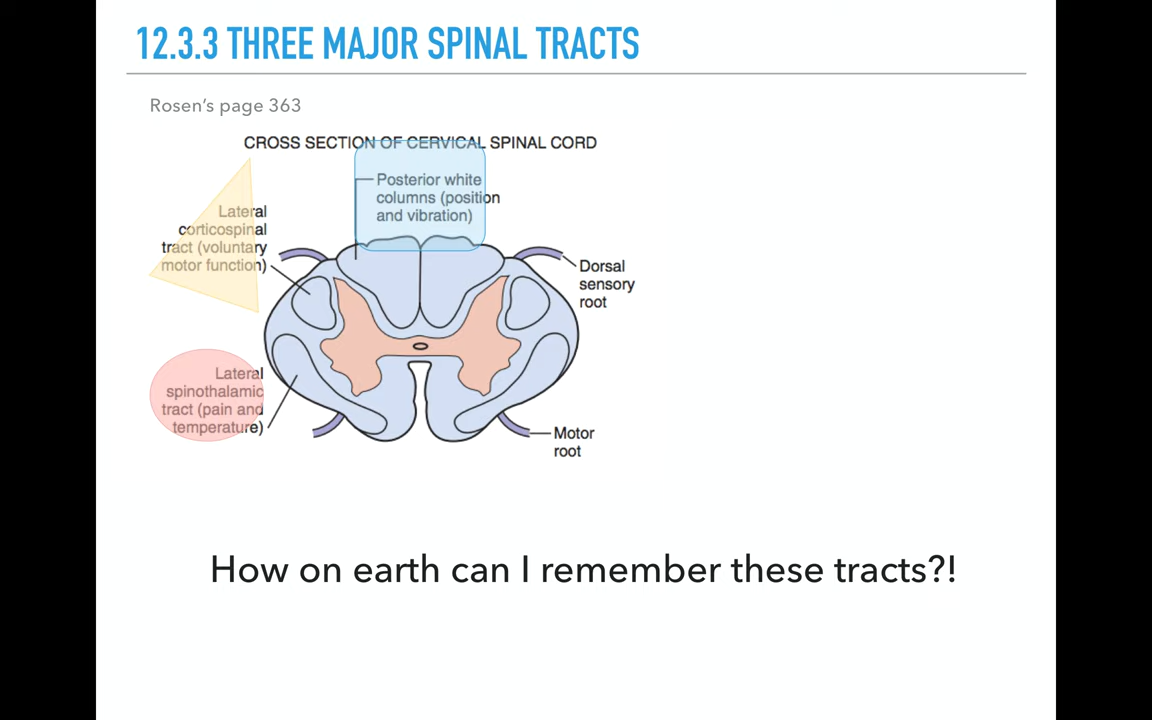 12.3.3 THREE MAJOR SPINAL TRACTS
Rosen's page 363
CROSS SECTION OF CERVICAL SPINAL CORD
Posterior white
columns (position
and vibration)
Lateral
corticospinal
tract (voluntary
motor function)
Dorsal
sensory
root
Lateral
spinothalamic
tract (pain and
temperature)
Motor
root
How on earth can I remember these tracts?!